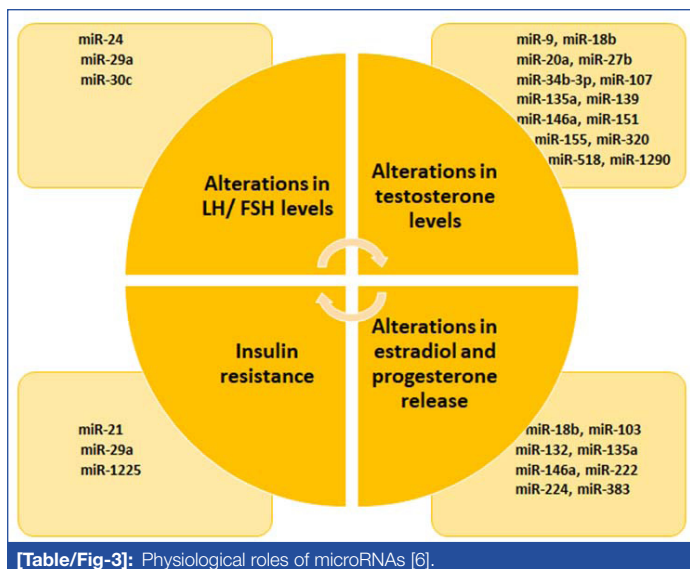 miR-24
miR-29a
miR-30c
miR-9, miR-18b
miR-20a, miR-27b
miR-34b-3p, miR-107
miR-135a, miR-139
miR-146a, miR-151
miR-155, miR-320
miR-518, miR-1290
Alterations in
LH/ FSH levels
Alterations in
testosterone
levels
Insulin
resistance
Alterations in
estradiol and
progesterone
release
miR-21
miR-29a
miR-1225
miR-18b, miR-103
miR-132, miR-135a
miR-146a, miR-222
miR-224, miR-383
[Table/Fig-3]: Physiological roles of microRNAs [6].